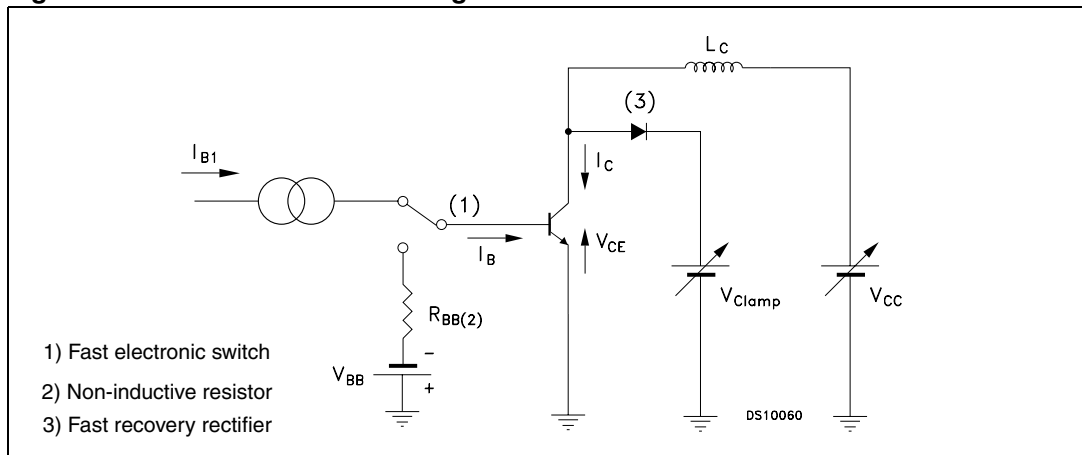 L_C
(3)
I_B1
I_C
(1)
I_B
V_CE
V_Clamp
V_CC
R_BB(2)
V_BB
−
+
1) Fast electronic switch
2) Non-inductive resistor
3) Fast recovery rectifier
DS10060